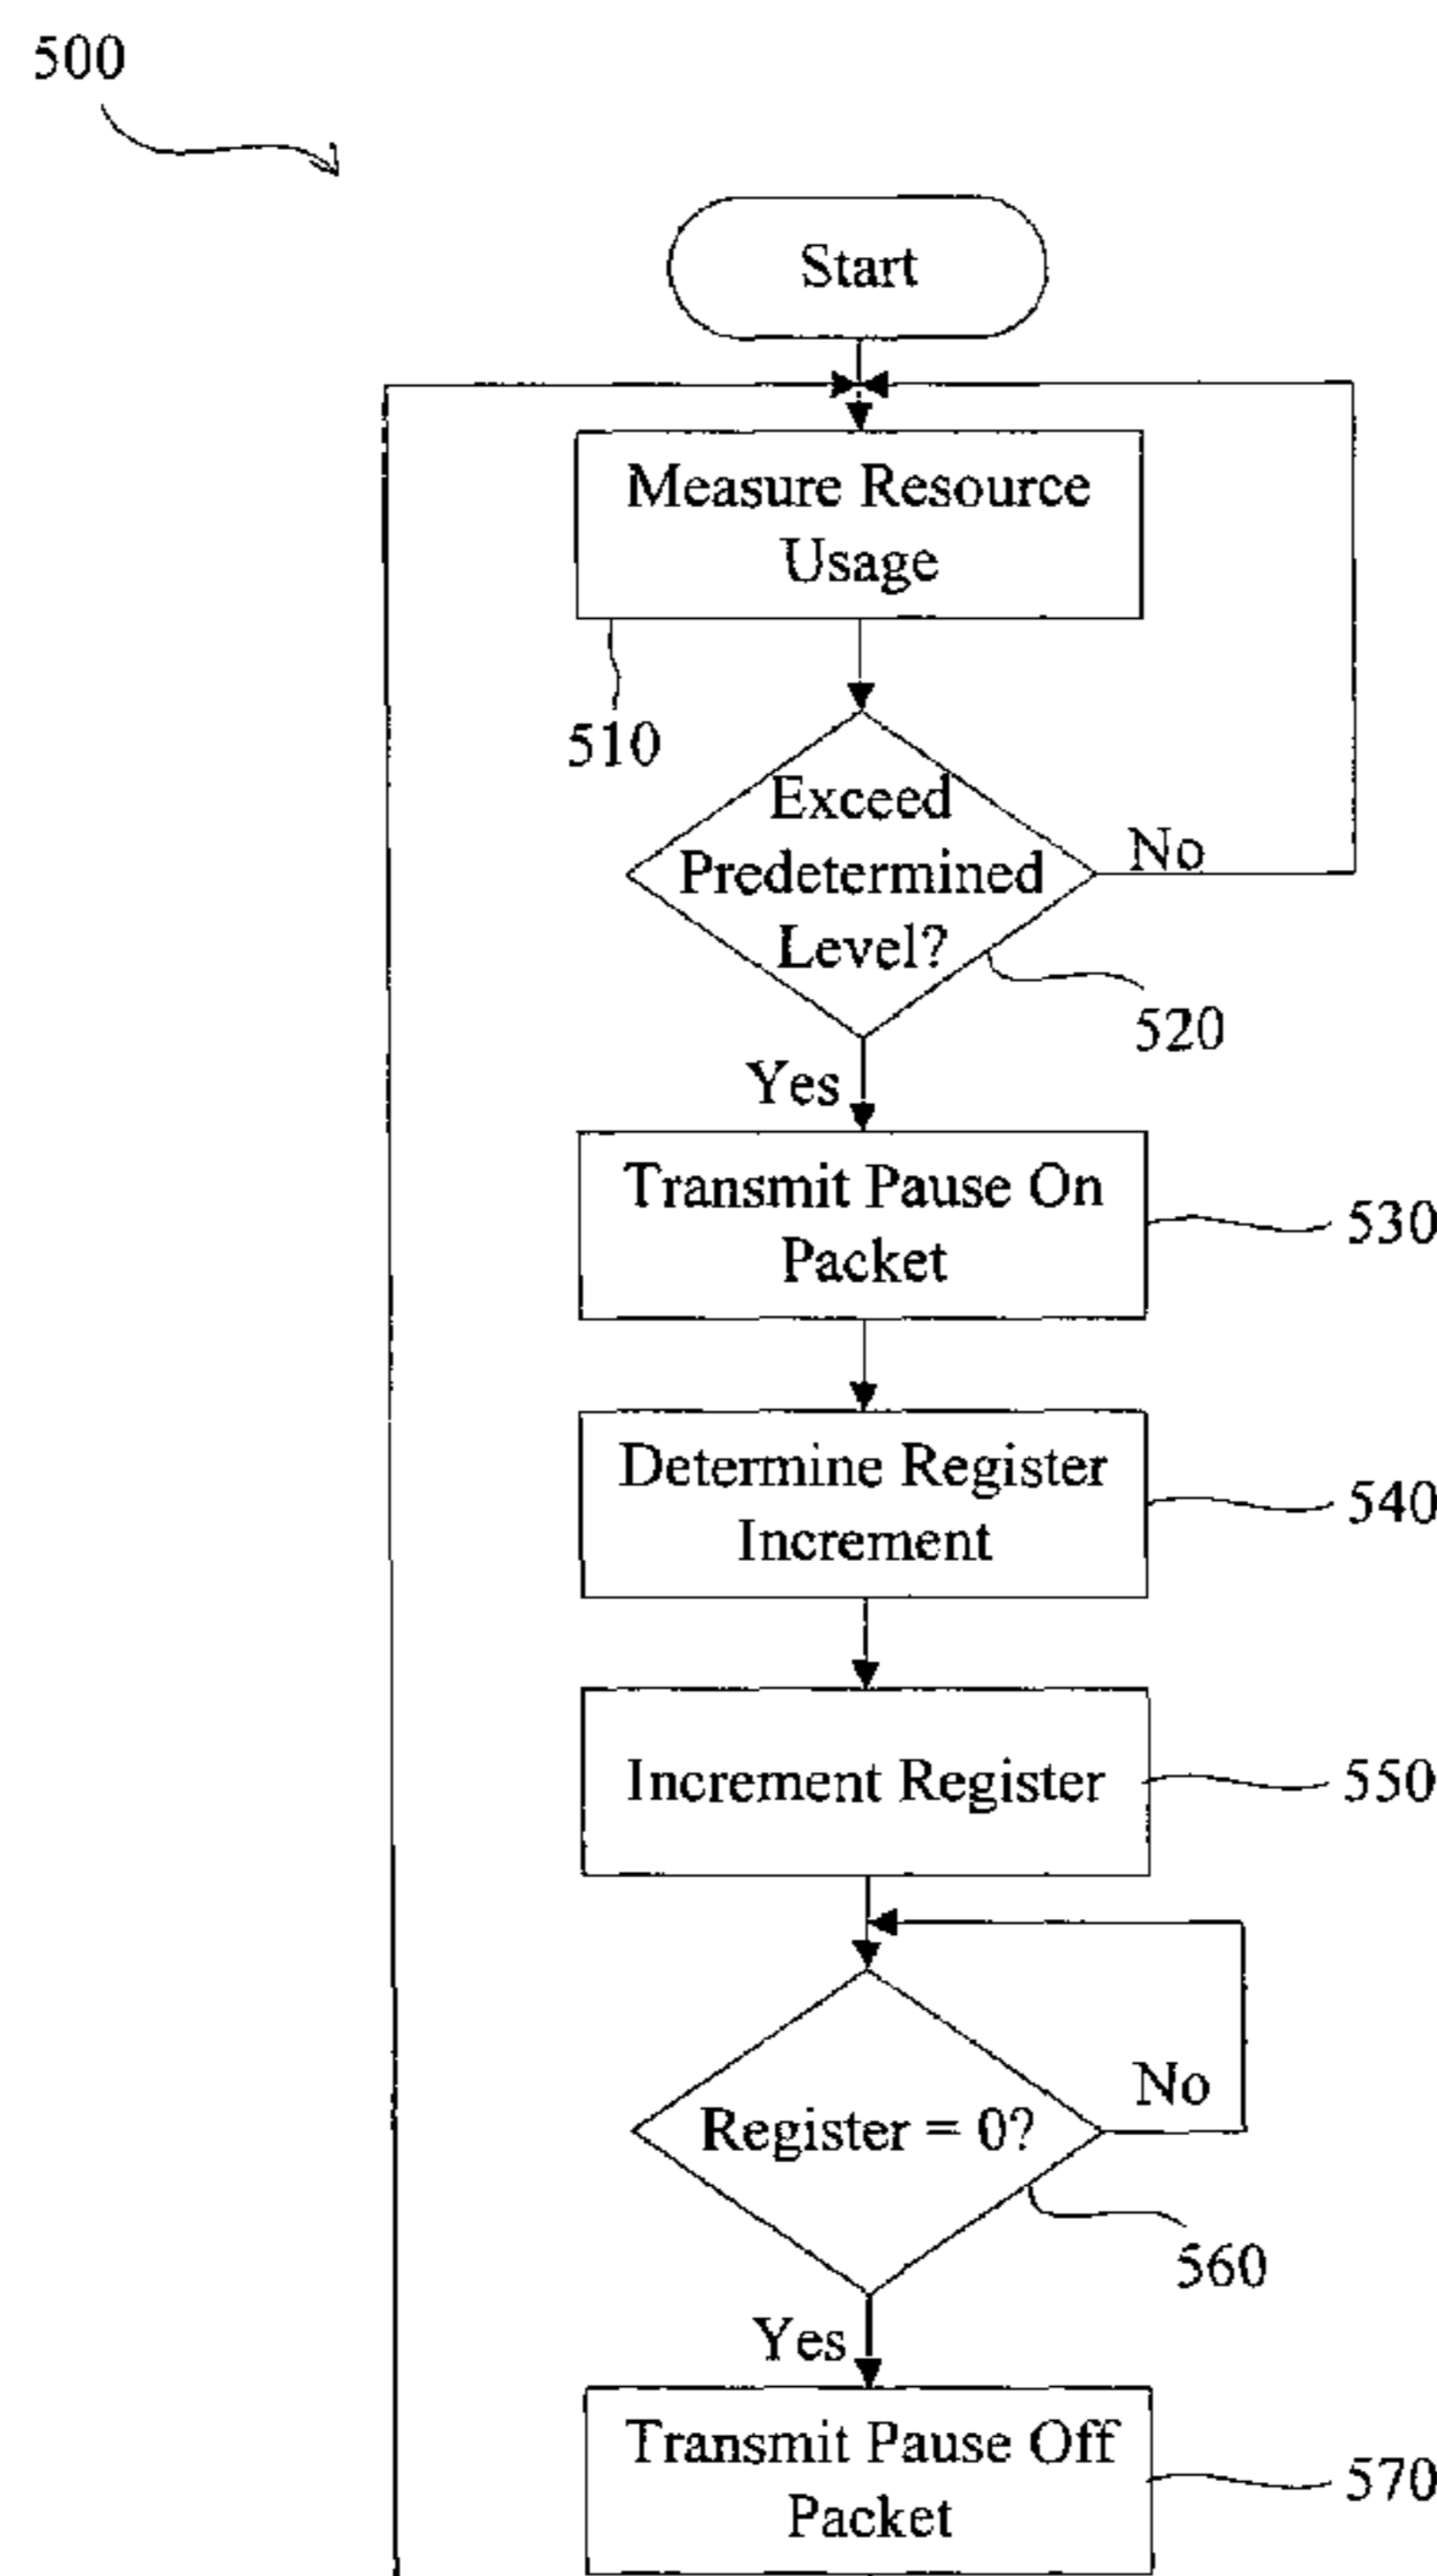 500
Start
Measure Resource
Usage
510
Exceed
Predetermined
Level?
No
520
Yes
Transmit Pause On
Packet
530
Determine Register
Increment
540
Increment Register
550
Register = 0?
No
560
Yes
Transmit Pause Off
Packet
570